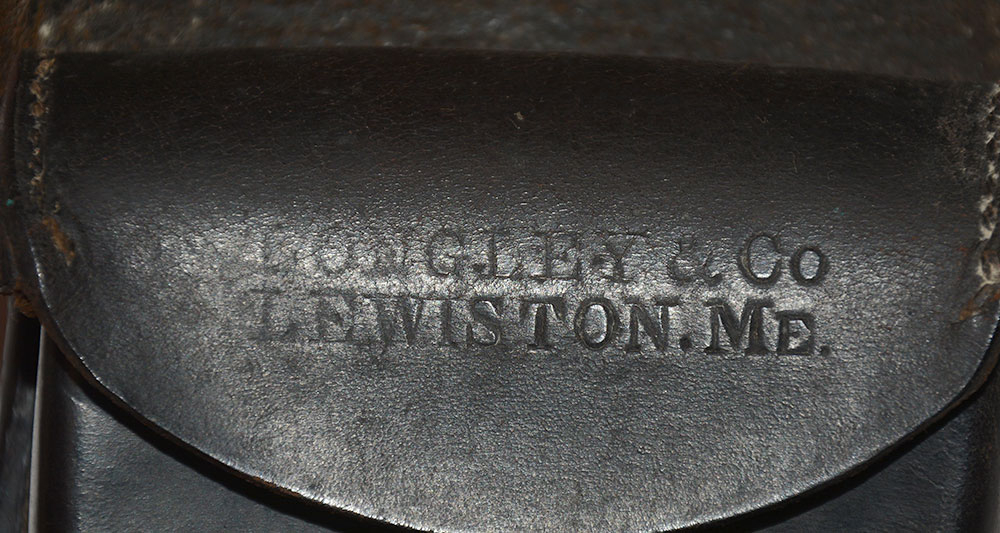 LONGLEY & Co
LEWISTON. ME.